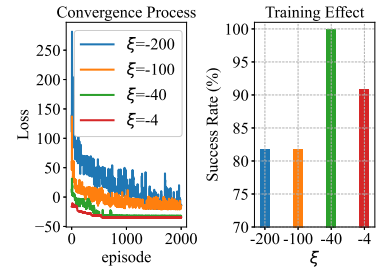 Convergence Process
Loss
250
200
150
100
50
0
−50
ξ=-200
ξ=-100
ξ=-40
ξ=-4
0
1000
2000
episode
Training Effect
Success Rate (%)
100
95
90
85
80
75
70
-200
-100
-40
-4
ξ